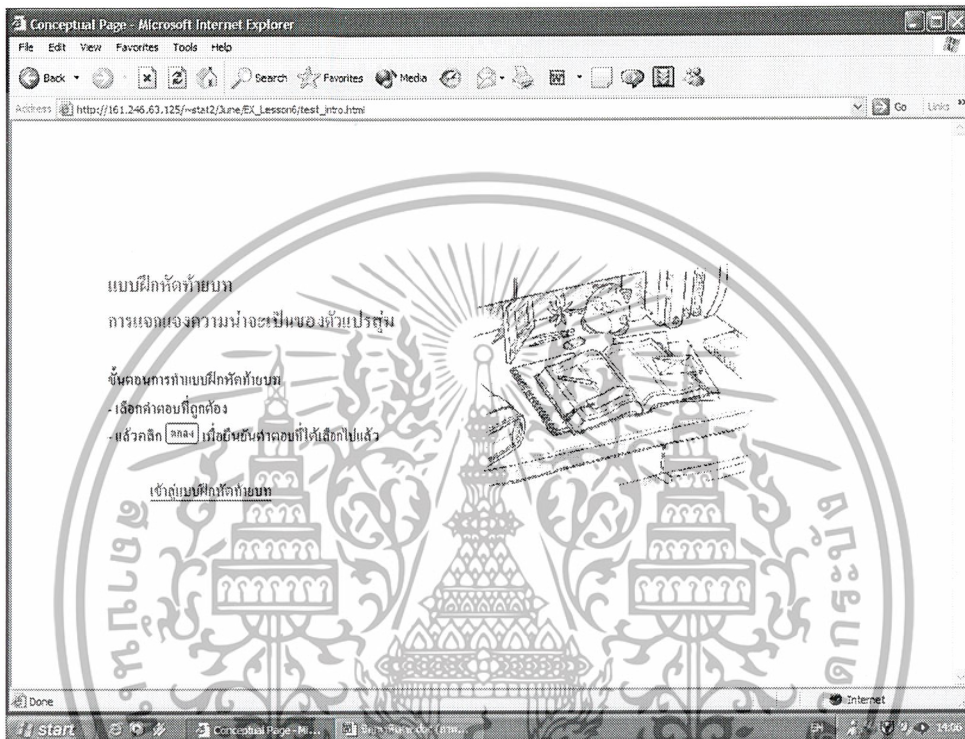 Conceptual Page - Microsoft Internet Explorer
File Edit View Favorites Tools Help
Back Search Favorites Media
Address http://161.246.63.125/~stat2/June/EX_Lesson6/test_intro.html Go Links
แบบฝึกหัดท้ายบท
การแจกแจงความน่าจะเป็นของตัวแปรสุ่ม
ขั้นตอนการทำแบบฝึกหัดท้ายบท
- เลือกคำตอบที่ถูกต้อง
- แล้วคลิก ตกลง เพื่อยืนยันคำตอบที่ได้เลือกไปแล้ว
เข้าสู่แบบฝึกหัดท้ายบท
Done Internet
start Conceptual Page - Mi... EN 14:06